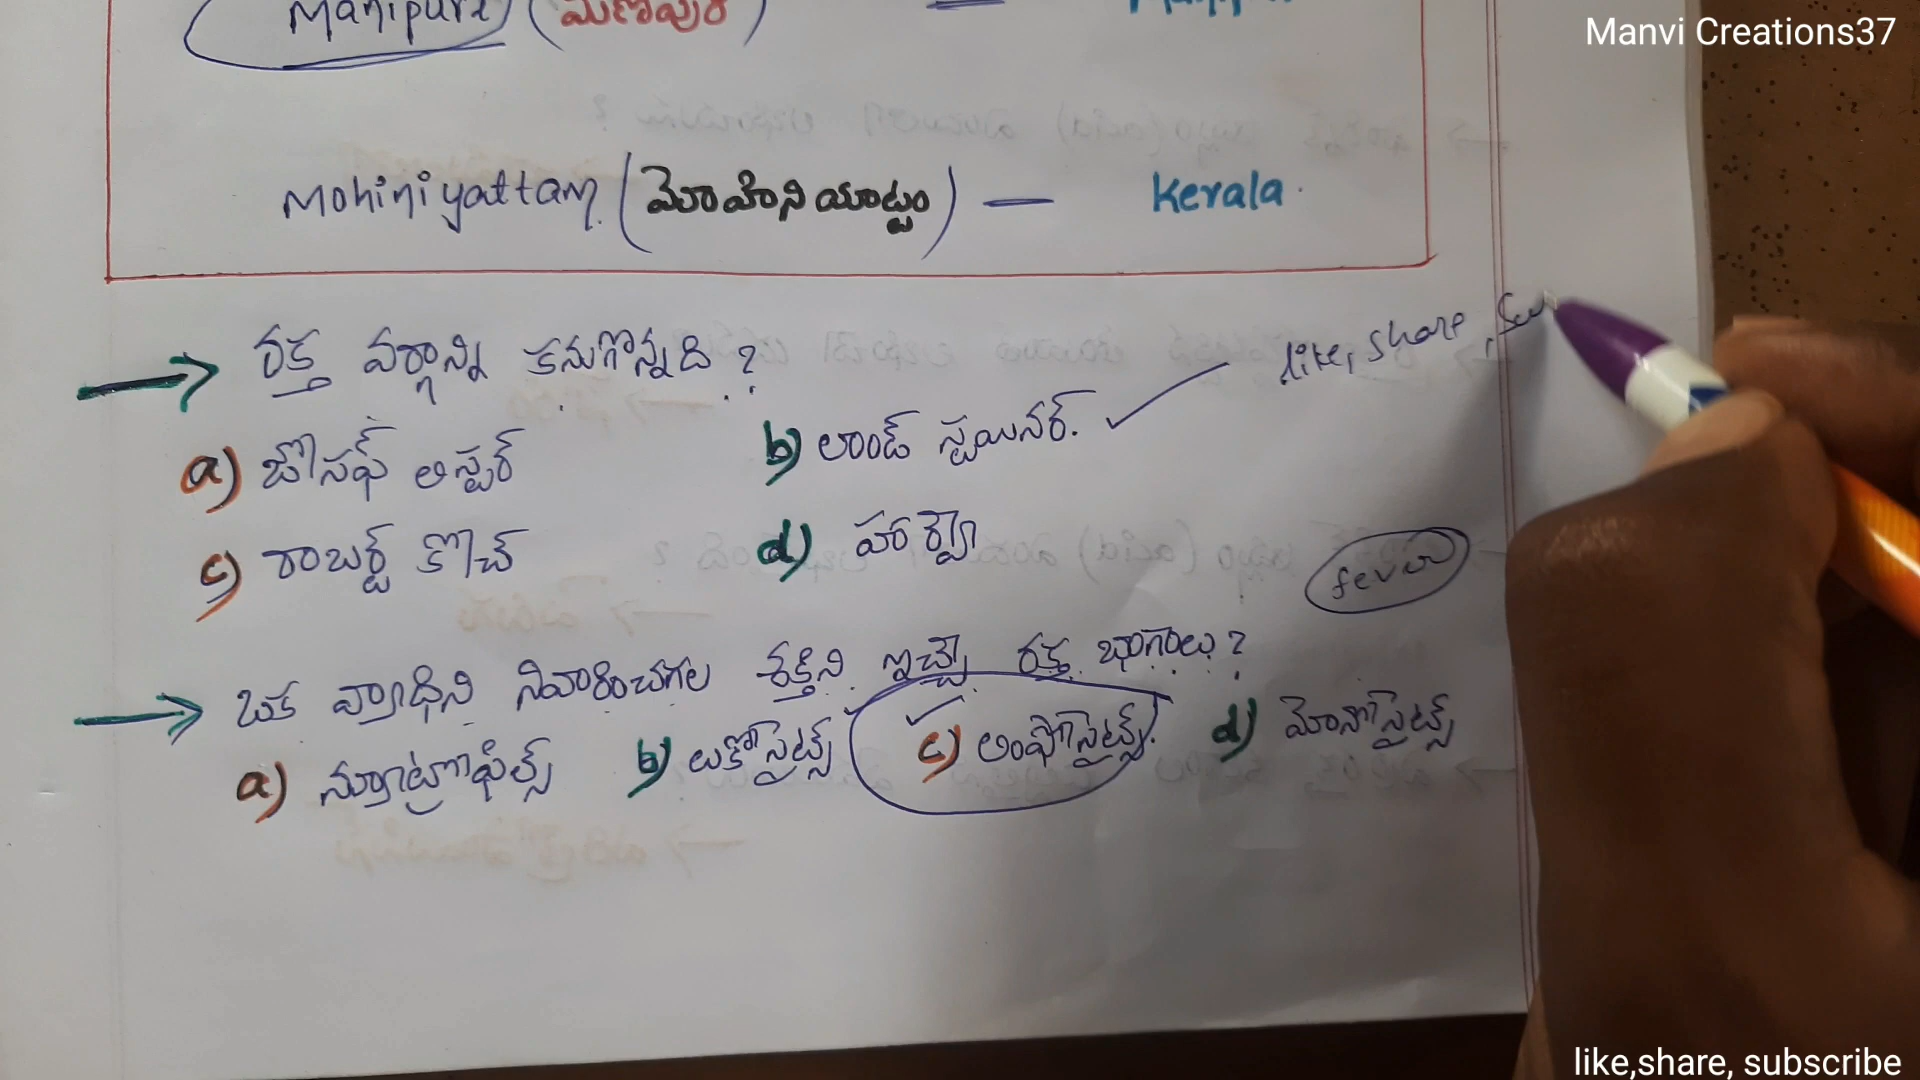 Manvi Creations37
Manipuri (మణిపురి) —
Mohiniyattam (మోహినియాట్టం) — Kerala.
రక్త వర్గాన్ని కనుగొన్నది ?
like, share,
a) జోసఫ్ లిస్టర్ b) లాండ్ స్టయినర్.
c) రాబర్ట్ కోచ్ d) హార్వే
fever
ఒక వ్యాధిని నివారించగల శక్తిని ఇచ్చే రక్త భాగాలు ?
a) న్యూట్రోఫిల్స్ b) లుకోసైట్స్ c) లింఫోసైట్స్. d) మోనోసైట్స్
like,share, subscribe